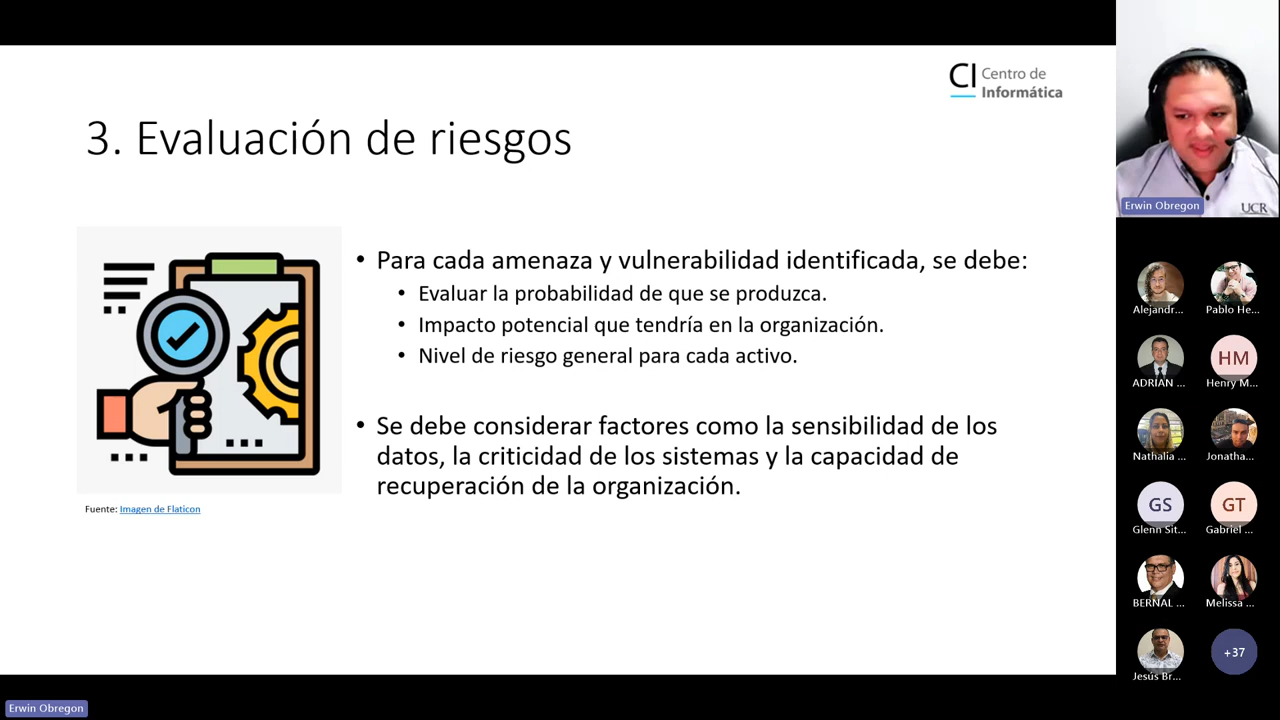 CI Centro de
Informática
3. Evaluación de riesgos
• Para cada amenaza y vulnerabilidad identificada, se debe:
• Evaluar la probabilidad de que se produzca.
• Impacto potencial que tendría en la organización.
• Nivel de riesgo general para cada activo.
• Se debe considerar factores como la sensibilidad de los
datos, la criticidad de los sistemas y la capacidad de
recuperación de la organización.
Fuente: Imagen de Flaticon
Erwin Obregon
UCR
Alejandr...
Pablo He...
ADRÍAN ...
HM
Henry M...
Nathalia ...
Jonatha...
GS
Glenn Sit...
GT
Gabriel ...
BERNAL ...
Melissa ...
Jesús Br...
+37
Erwin Obregon